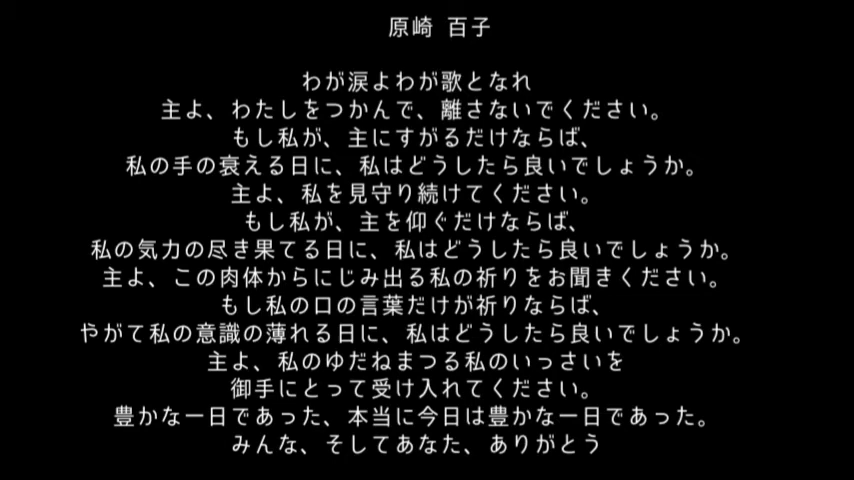 原崎 百子
わが涙よわが歌となれ
主よ、わたしをつかんで、離さないでください。
もし私が、主にすがるだけならば、
私の手の衰える日に、私はどうしたら良いでしょうか。
主よ、私を見守り続けてください。
もし私が、主を仰ぐだけならば、
私の気力の尽き果てる日に、私はどうしたら良いでしょうか。
主よ、この肉体からにじみ出る私の祈りをお聞きください。
もし私の口の言葉だけが祈りならば、
やがて私の意識の薄れる日に、私はどうしたら良いでしょうか。
主よ、私のゆだねまつる私のいっさいを
御手にとって受け入れてください。
豊かな一日であった、本当に今日は豊かな一日であった。
みんな、そしてあなた、ありがとう